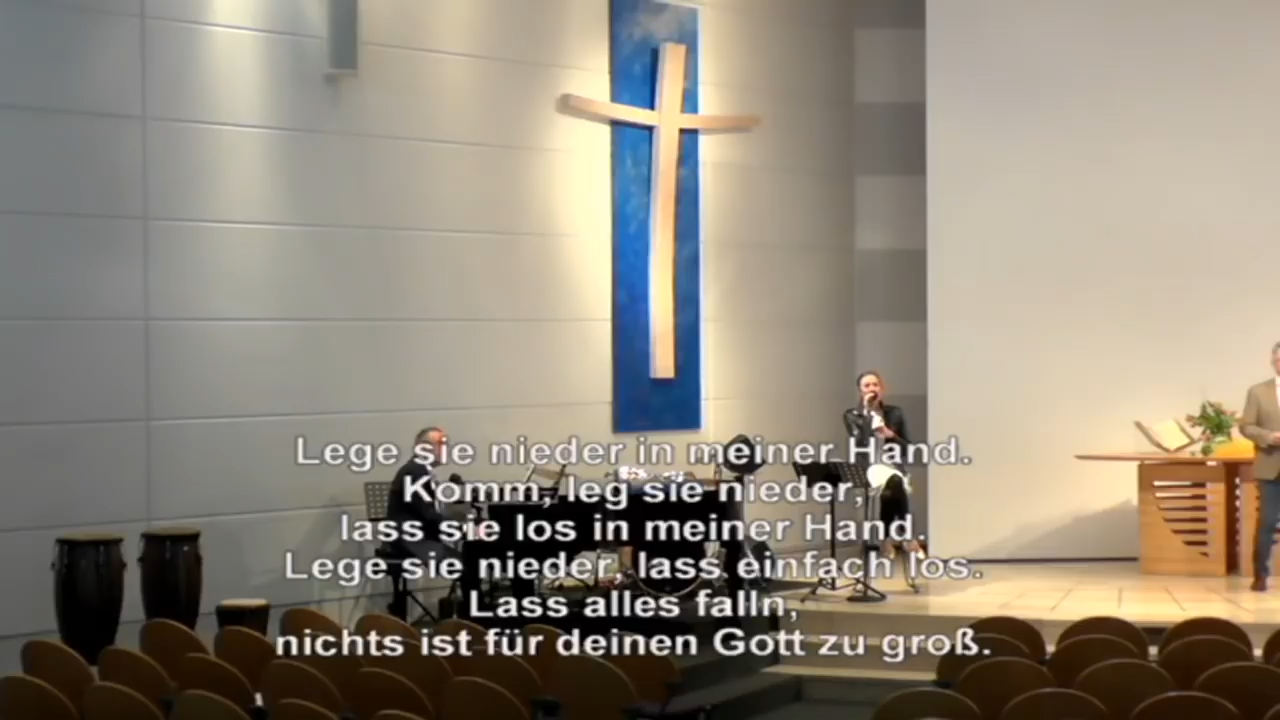 Lege sie nieder in meiner Hand.
Komm, leg sie nieder,
lass sie los in meiner Hand.
Lege sie nieder, lass einfach los.
Lass alles falln,
nichts ist für deinen Gott zu groß.